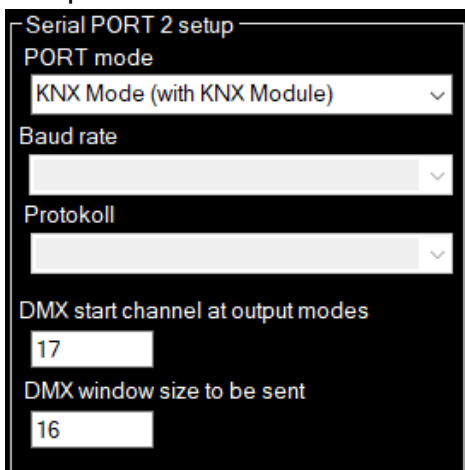 Serial PORT 2 setup
PORT mode
KNX Mode (with KNX Module)
Baud rate
Protokoll
DMX start channel at output modes
17
DMX window size to be sent
16